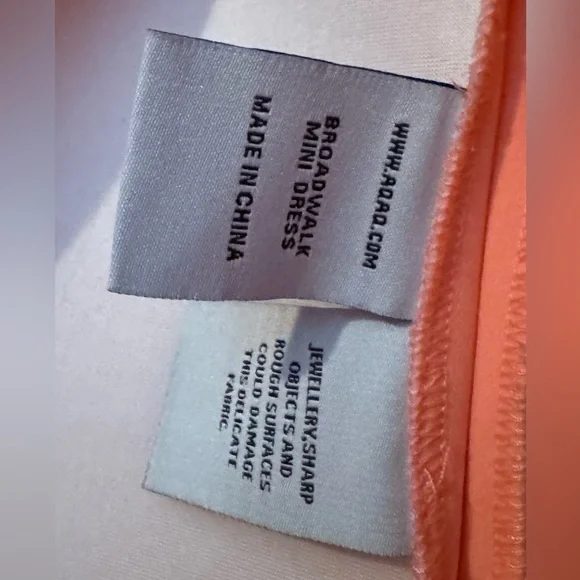 WWW.AQAQ.COM
BROADWALK
MINI DRESS
MADE IN CHINA
JEWELLERY,SHARP
OBJECTS AND
ROUGH SURFACES
COULD DAMAGE
THIS DELICATE
FABRIC.